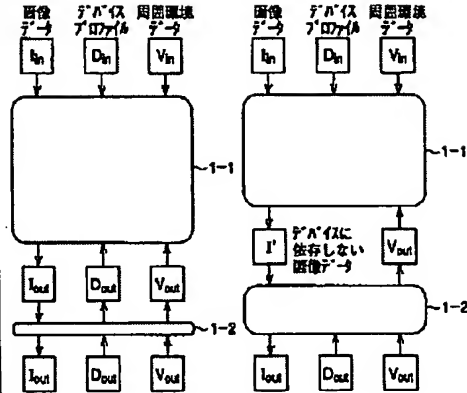 画像 デバイス 周囲環境
データ プロファイル データ
Iin Din Vin
1-1
Iout Dout Vout
1-2
Iout Dout Vout
画像 デバイス 周囲環境
データ プロファイル データ
Iin Din Vin
1-1
I' デバイスに
依存しない
画像データ
Vout
1-2
Iout Dout Vout